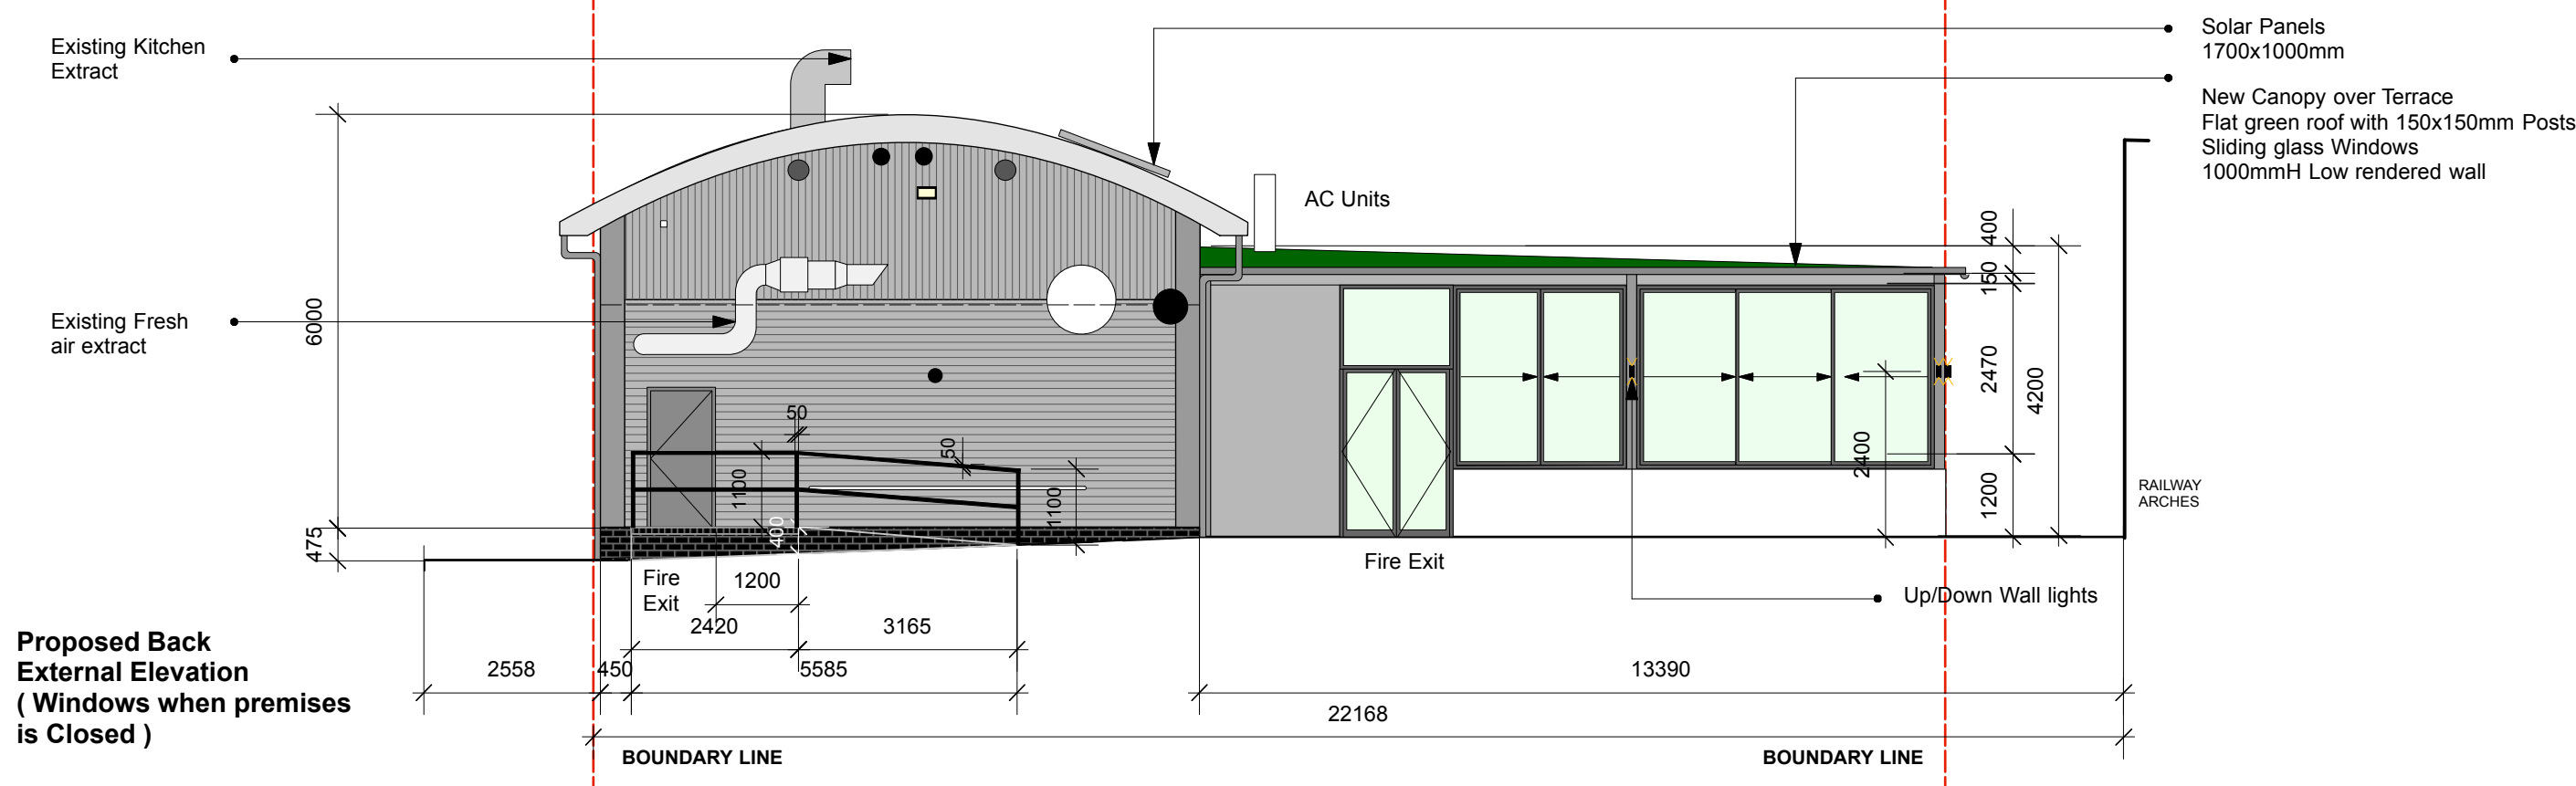 Existing Kitchen
Extract
Solar Panels
1700x1000mm
New Canopy over Terrace
Flat green roof with 150x150mm Posts
Sliding glass Windows
1000mmH Low rendered wall
AC Units
400
150
6000
Existing Fresh
air extract
2470
4200
50
50
2400
1100
1100
400
1200
RAILWAY
ARCHES
475
Fire Exit
Fire
Exit
1200
Up/Down Wall lights
2420
3165
Proposed Back
External Elevation
( Windows when premises
is Closed )
2558
450
5585
13390
22168
BOUNDARY LINE
BOUNDARY LINE